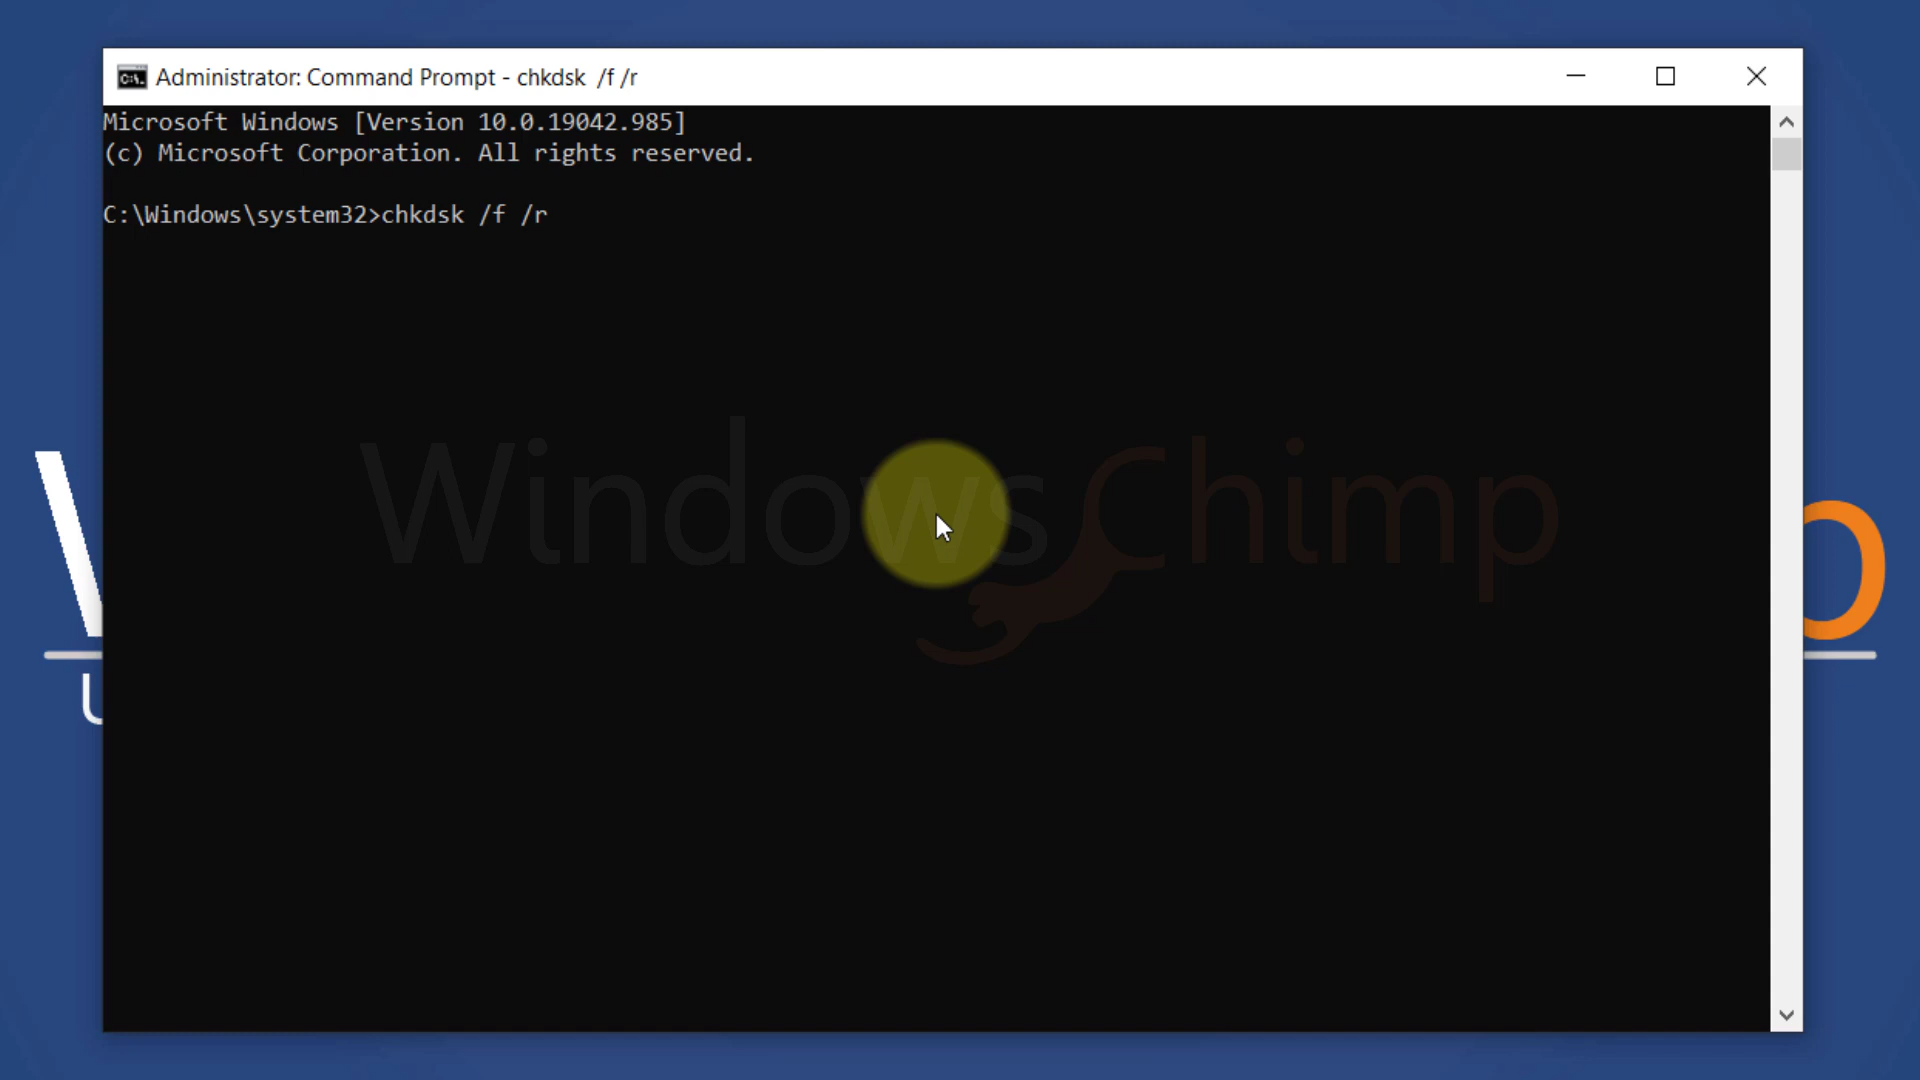 Administrator: Command Prompt - chkdsk  /f /r
Microsoft Windows [Version 10.0.19042.985]
(c) Microsoft Corporation. All rights reserved.
C:\Windows\system32>chkdsk /f /r
WindowsChimp